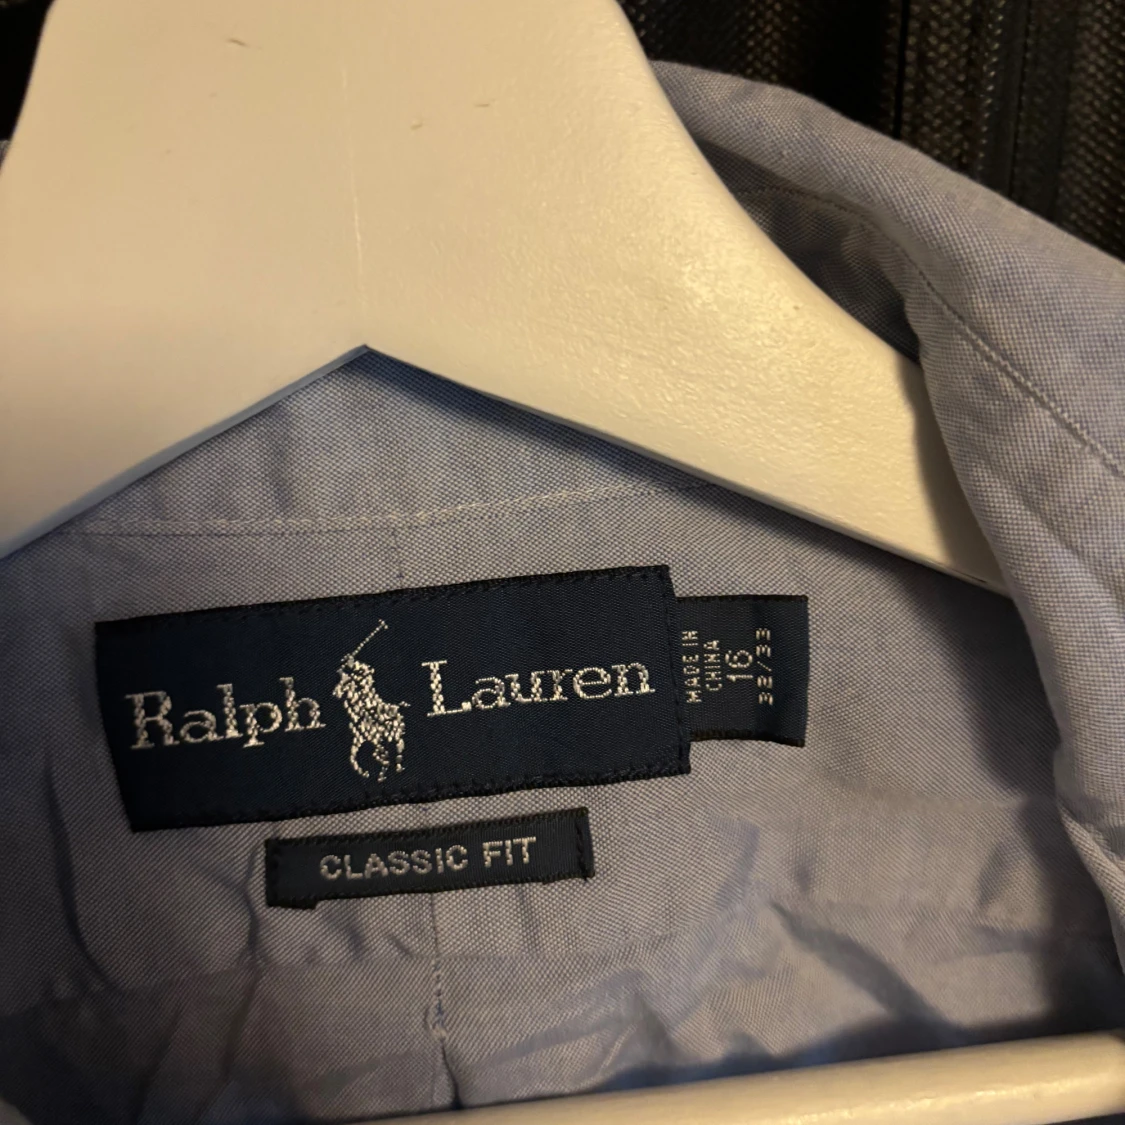 Ralph Lauren
MADE IN
CHINA
16
32/33
CLASSIC FIT